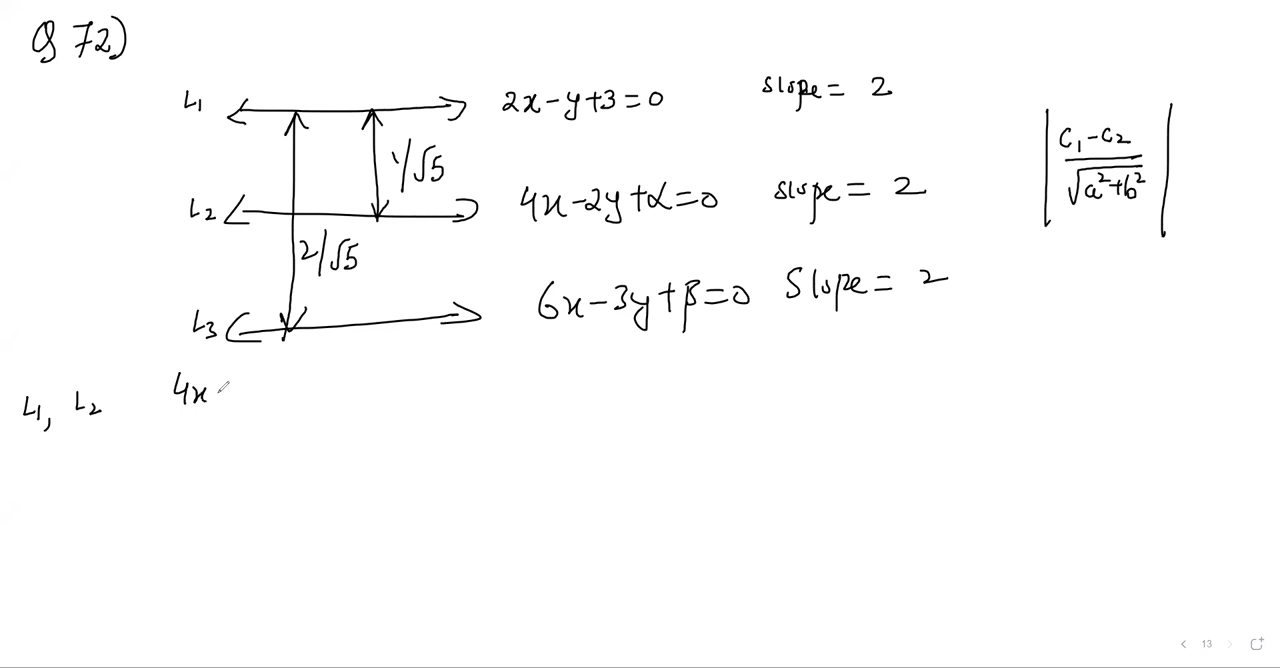 Q 72)
L1 2x-y+3=0 slope = 2
1/√5
L2 4x-2y+α=0 slope = 2
2/√5
L3 6x-3y+β=0 Slope = 2
| (C1-C2)/√(a²+b²) |
L1, L2 4x
13